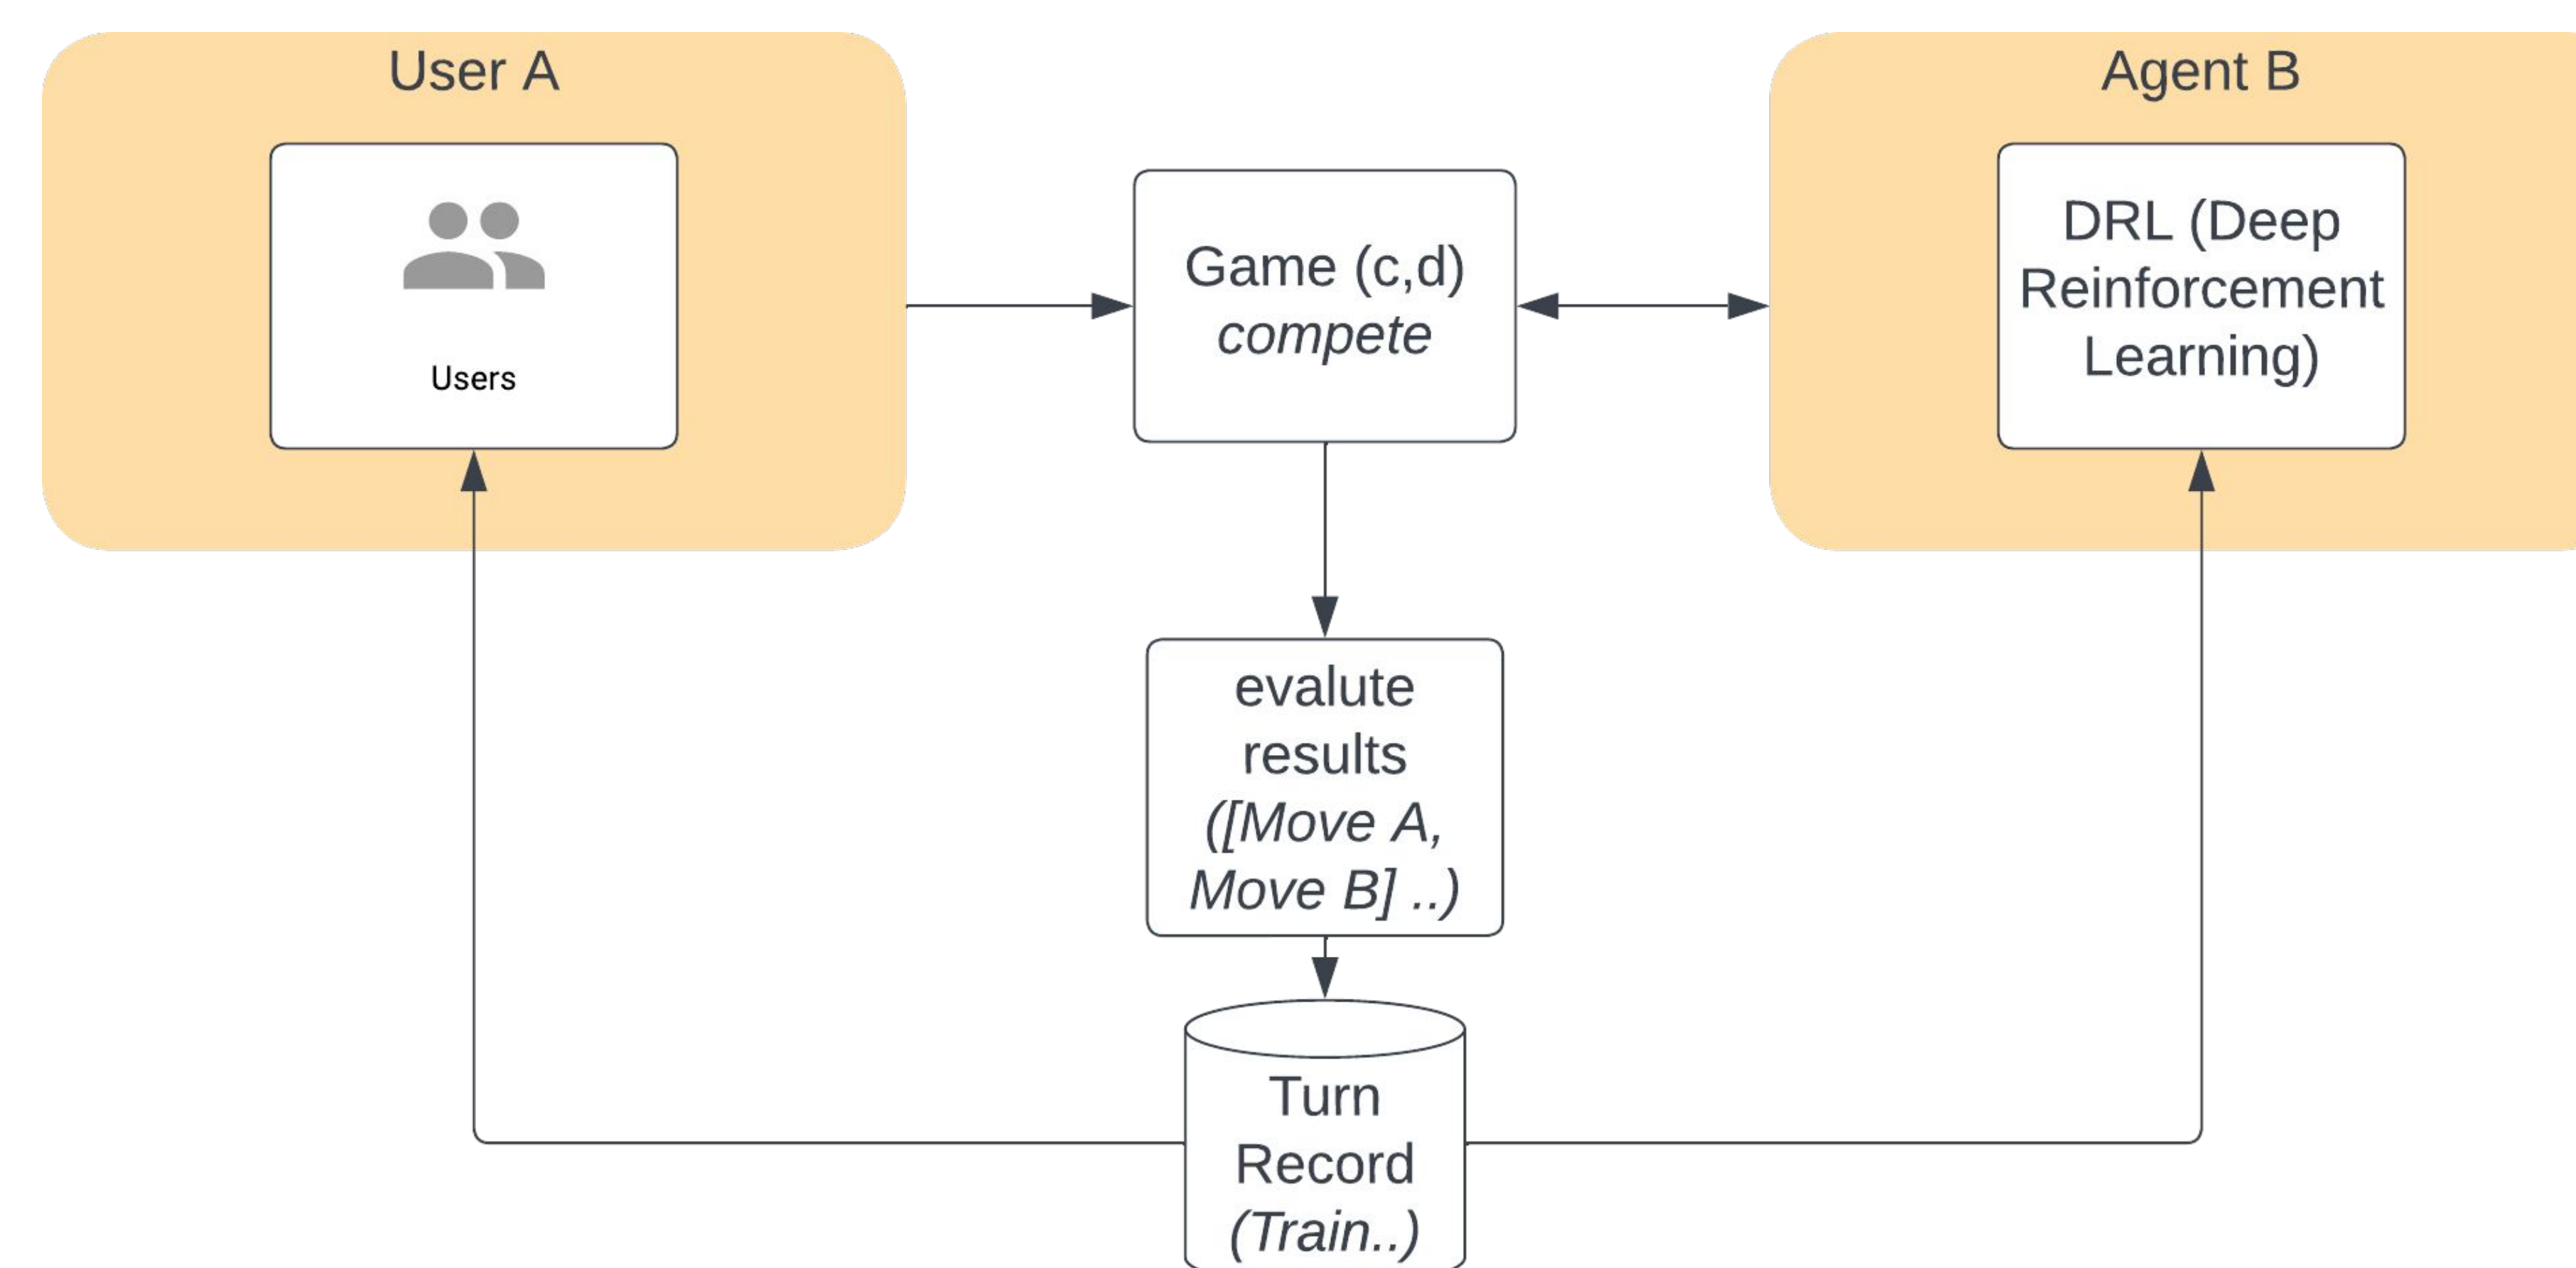 User A
Agent B
Users
Game (c,d)
compete
DRL (Deep
Reinforcement
Learning)
evalute
results
([Move A,
Move B] ..)
Turn
Record
(Train..)